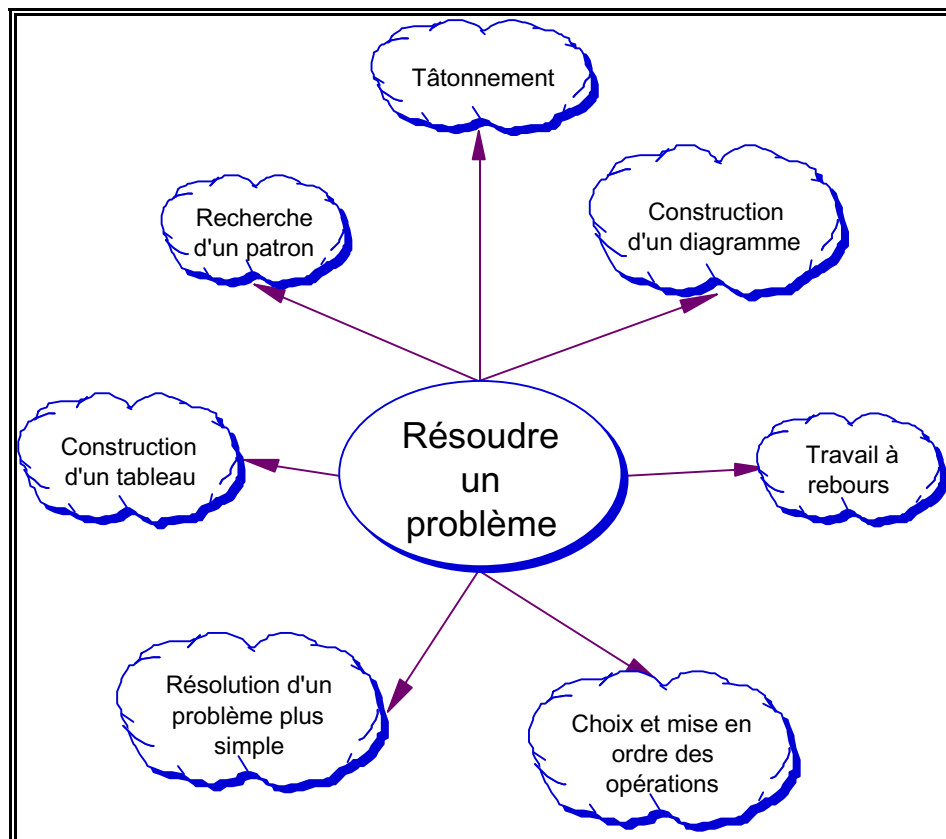 Tâtonnement
Recherche
d'un patron
Construction
d'un diagramme
Résoudre
un
problème
Construction
d'un tableau
Travail à
rebours
Résolution d'un
problème plus
simple
Choix et mise en
ordre des
opérations